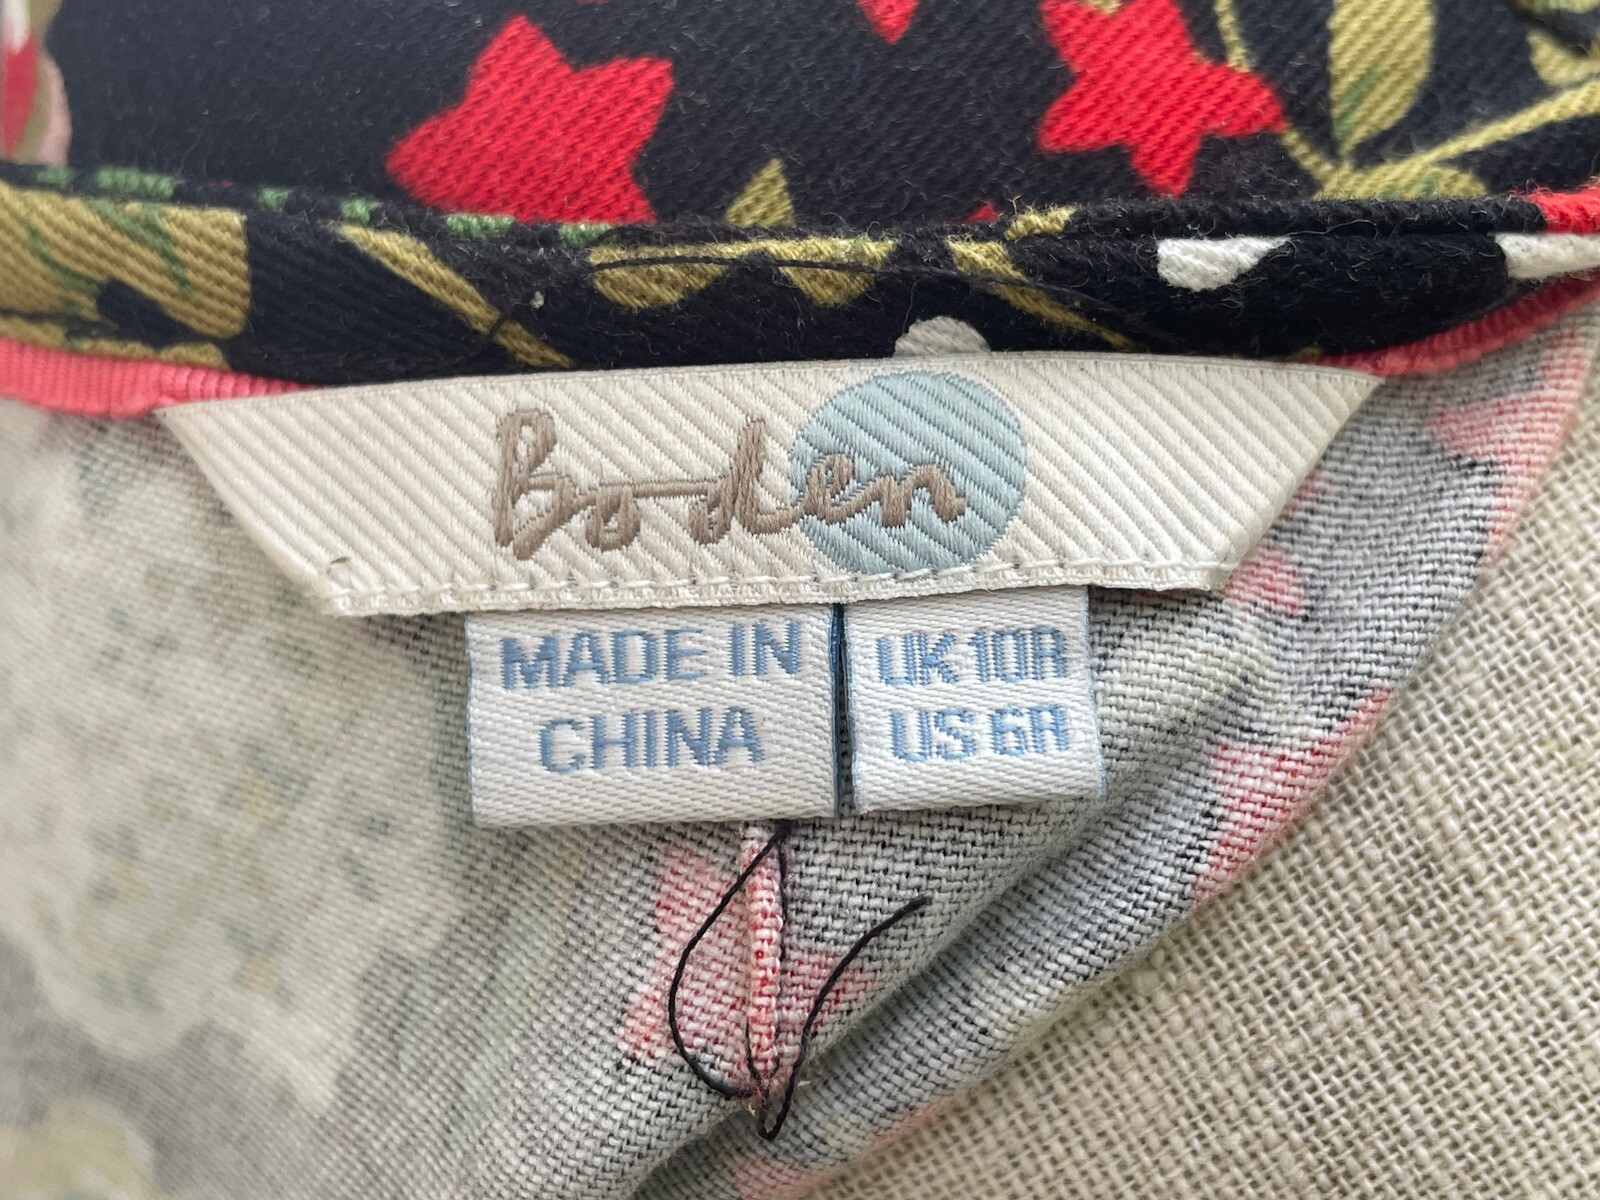 Boden
MADE IN
CHINA
UK 10R
US 6R